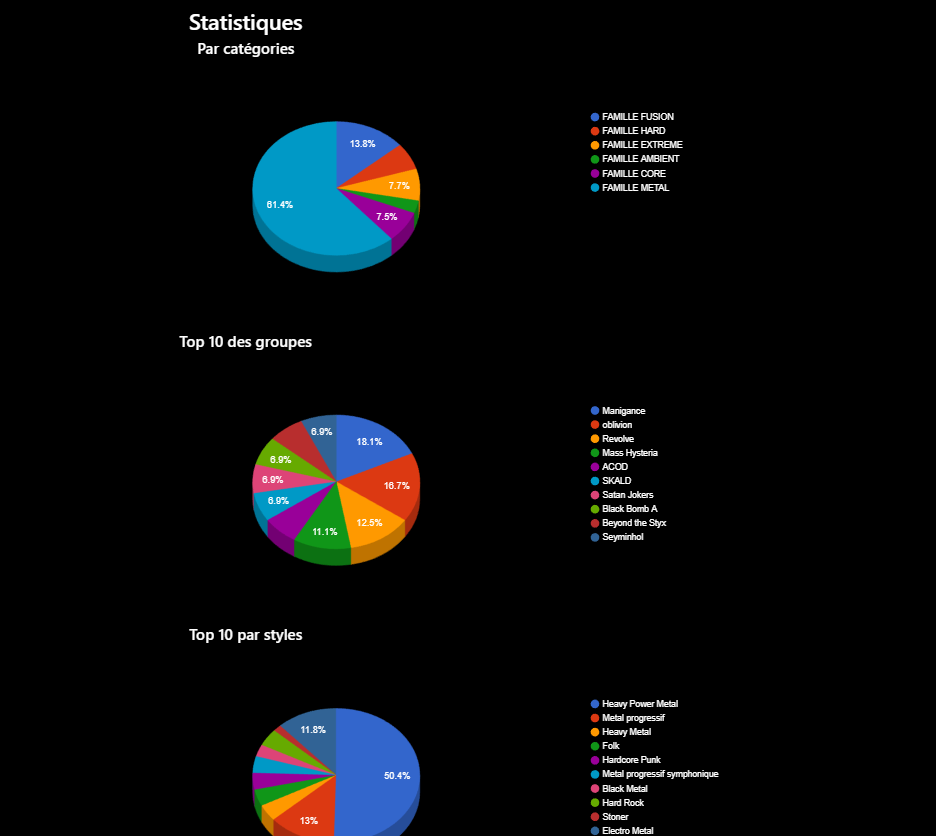 Statistiques
Par catégories
13.8%
7.7%
7.5%
61.4%
FAMILLE FUSION
FAMILLE HARD
FAMILLE EXTREME
FAMILLE AMBIENT
FAMILLE CORE
FAMILLE METAL
Top 10 des groupes
18.1%
16.7%
12.5%
11.1%
6.9%
6.9%
6.9%
6.9%
Manigance
oblivion
Revolve
Mass Hysteria
ACOD
SKALD
Satan Jokers
Black Bomb A
Beyond the Styx
Seyminhol
Top 10 par styles
11.8%
50.4%
13%
Heavy Power Metal
Metal progressif
Heavy Metal
Folk
Hardcore Punk
Metal progressif symphonique
Black Metal
Hard Rock
Stoner
Electro Metal